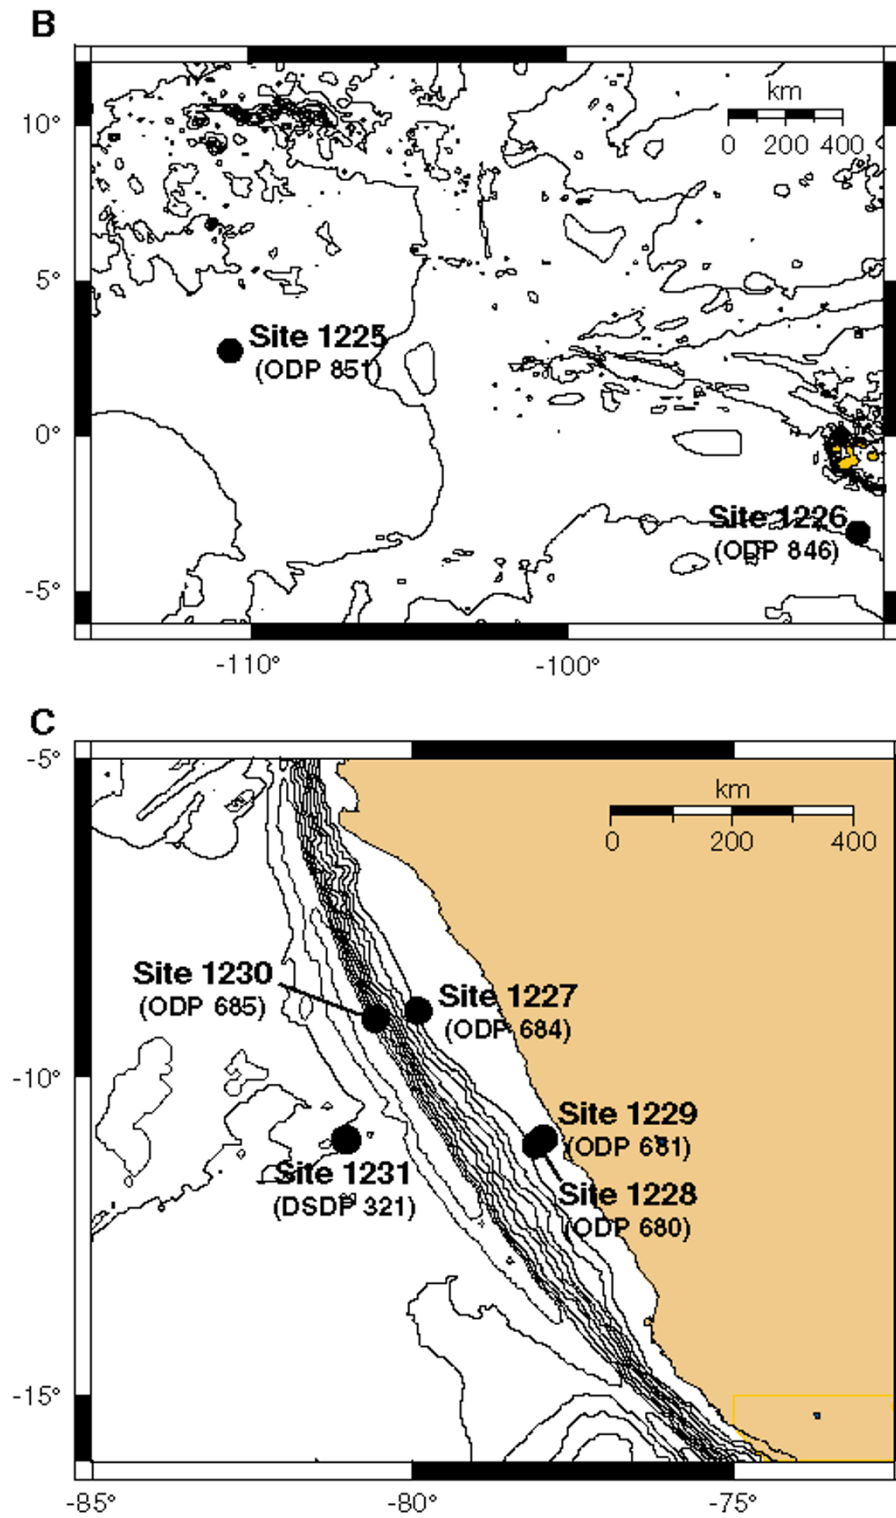 B
km
0 200 400
10°
5°
Site 1225
(ODP 851)
0°
Site 1226
(ODP 846)
-5°
-110° -100°
C
-5°
km
0 200 400
Site 1230
(ODP 685)
Site 1227
(ODP 684)
-10°
Site 1229
(ODP 681)
Site 1231
(DSDP 321)
Site 1228
(ODP 680)
-15°
-85° -80° -75°